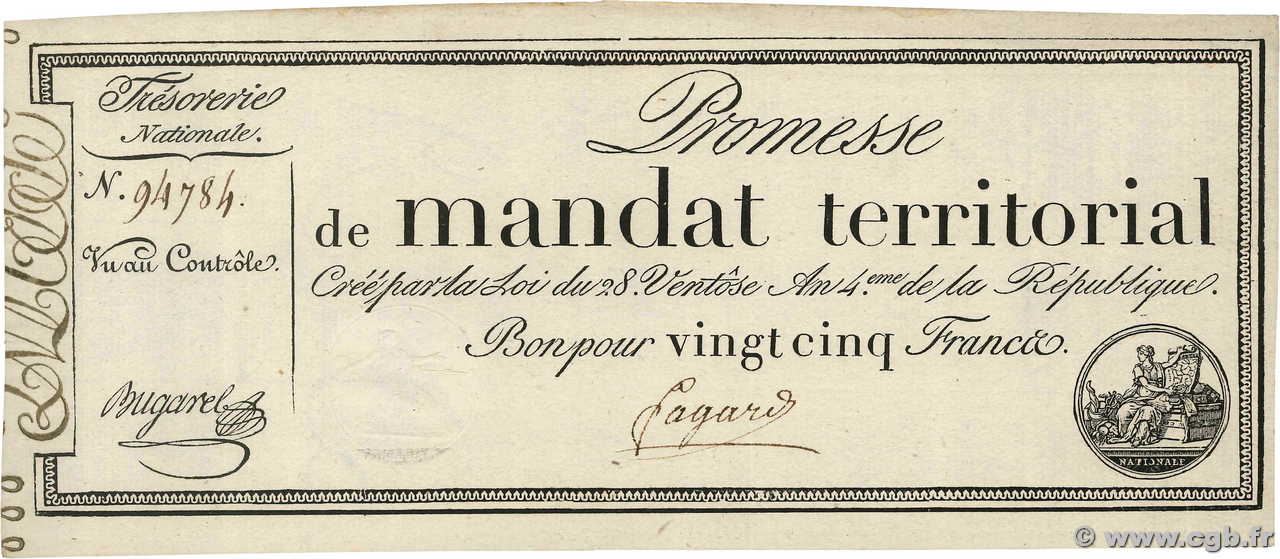 Trésorerie
Nationale.
N. 94784.
Vu au Contrôle.
Bugarel
Promesse
de mandat territorial
Créé par la Loi du 28. Ventôse An 4.eme de la République.
Bon pour vingt cinq Francs.
Lagard
NATIONALE
© www.cgb.fr